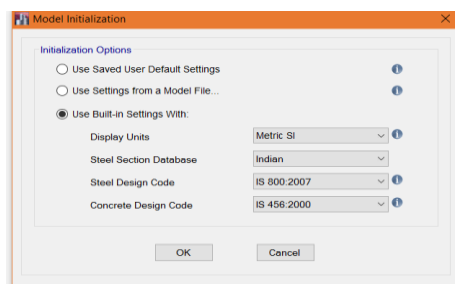 Model Initialization
Initialization Options
Use Saved User Default Settings
Use Settings from a Model File...
Use Built-in Settings With:
Display Units Metric SI
Steel Section Database Indian
Steel Design Code IS 800:2007
Concrete Design Code IS 456:2000
OK Cancel